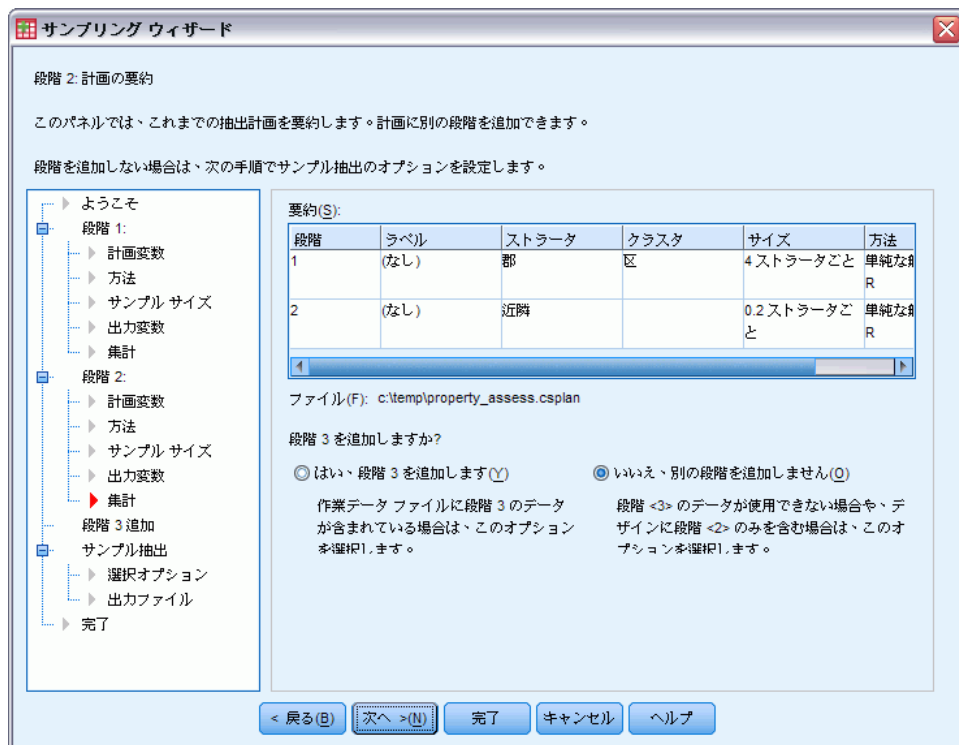 サンプリング ウィザード
段階 2: 計画の要約
このパネルでは、これまでの抽出計画を要約します。計画に別の段階を追加できます。
段階を追加しない場合は、次の手順でサンプル抽出のオプションを設定します。
ようこそ
段階 1:
計画変数
方法
サンプル サイズ
出力変数
集計
段階 2:
計画変数
方法
サンプル サイズ
出力変数
集計
段階 3 追加
サンプル抽出
選択オプション
出力ファイル
完了
要約(S):
段階 ラベル ストラータ クラスタ サイズ 方法
1 (なし) 郡 区 4 ストラータごと 単純な
R
2 (なし) 近隣 0.2 ストラータご 単純な
と R
ファイル(F): c:\temp\property_assess.csplan
段階 3 を追加しますか?
はい、段階 3 を追加します(Y)
作業データ ファイルに段階 3 のデータ
が含まれている場合は、このオプション
を選択します。
いいえ、別の段階を追加しません(O)
段階 <3> のデータが使用できない場合や、デ
ザインに段階 <2> のみを含む場合は、このオ
プションを選択します。
< 戻る(B) 次へ >(N) 完了 キャンセル ヘルプ